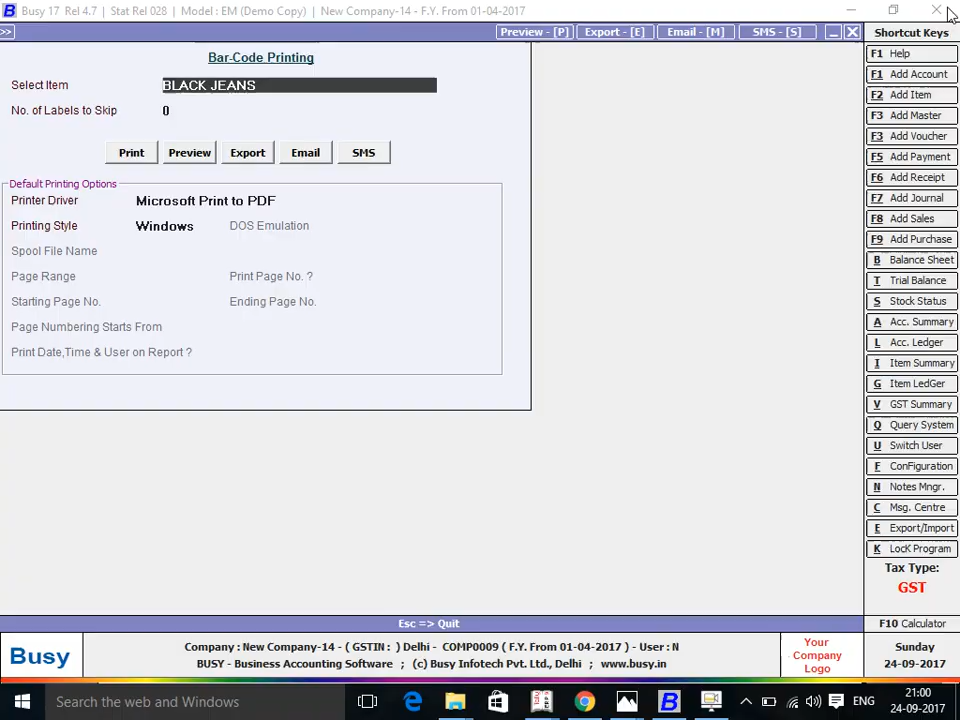 B Busy 17 Rel 4.7 | Stat Rel 028 | Model : EM (Demo Copy) | New Company-14 - F.Y. From 01-04-2017
>> Preview - [P] Export - [E] Email - [M] SMS - [S]
Bar-Code Printing
Select Item BLACK JEANS
No. of Labels to Skip 0
Print Preview Export Email SMS
Default Printing Options
Printer Driver Microsoft Print to PDF
Printing Style Windows DOS Emulation
Spool File Name
Page Range Print Page No. ?
Starting Page No. Ending Page No.
Page Numbering Starts From
Print Date,Time & User on Report ?
Shortcut Keys
F1 Help
F1 Add Account
F2 Add Item
F3 Add Master
F3 Add Voucher
F5 Add Payment
F6 Add Receipt
F7 Add Journal
F8 Add Sales
F9 Add Purchase
B Balance Sheet
T Trial Balance
S Stock Status
A Acc. Summary
L Acc. Ledger
I Item Summary
G Item LedGer
V GST Summary
Q Query System
U Switch User
F ConFiguration
N Notes Mngr.
C Msg. Centre
E Export/Import
K LocK Program
Tax Type:
GST
Esc => Quit
F10 Calculator
Busy
Company : New Company-14 - ( GSTIN : ) Delhi - COMP0009 ( F.Y. From 01-04-2017 ) - User : N
BUSY - Business Accounting Software ; (c) Busy Infotech Pvt. Ltd., Delhi ; www.busy.in
Your
Company
Logo
Sunday
24-09-2017
Search the web and Windows
ENG
21:00
24-09-2017